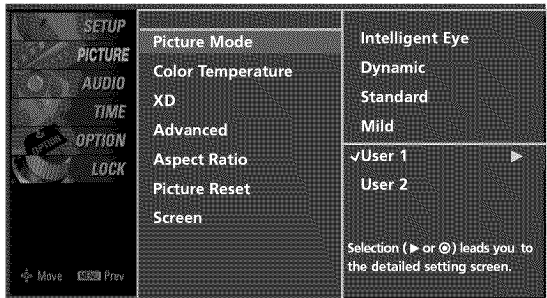 SETUP
PICTURE
AUDIO
TIME
OPTION
LOCK
Move MENU Prev
Picture Mode
Color Temperature
XD
Advanced
Aspect Ratio
Picture Reset
Screen
Intelligent Eye
Dynamic
Standard
Mild
✓User 1 ▶
User 2
Selection (▶ or ◉) leads you to
the detailed setting screen.